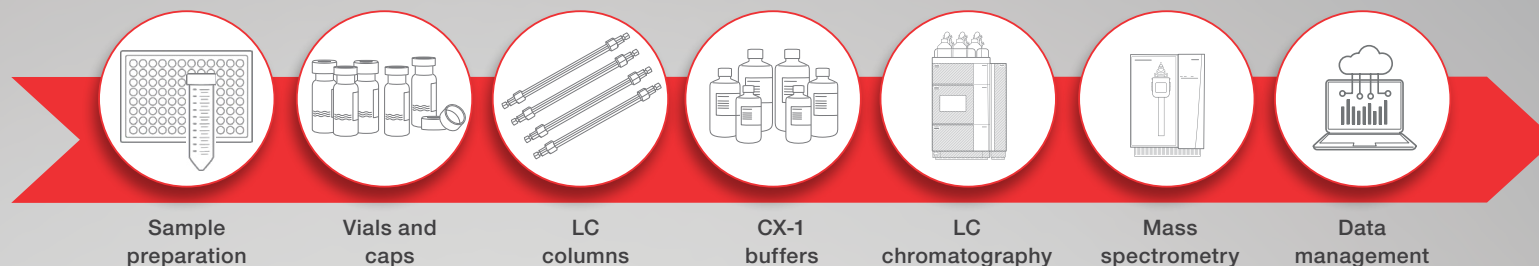 Sample
preparation
Vials and
caps
LC
columns
CX-1
buffers
LC
chromatography
Mass
spectrometry
Data
management